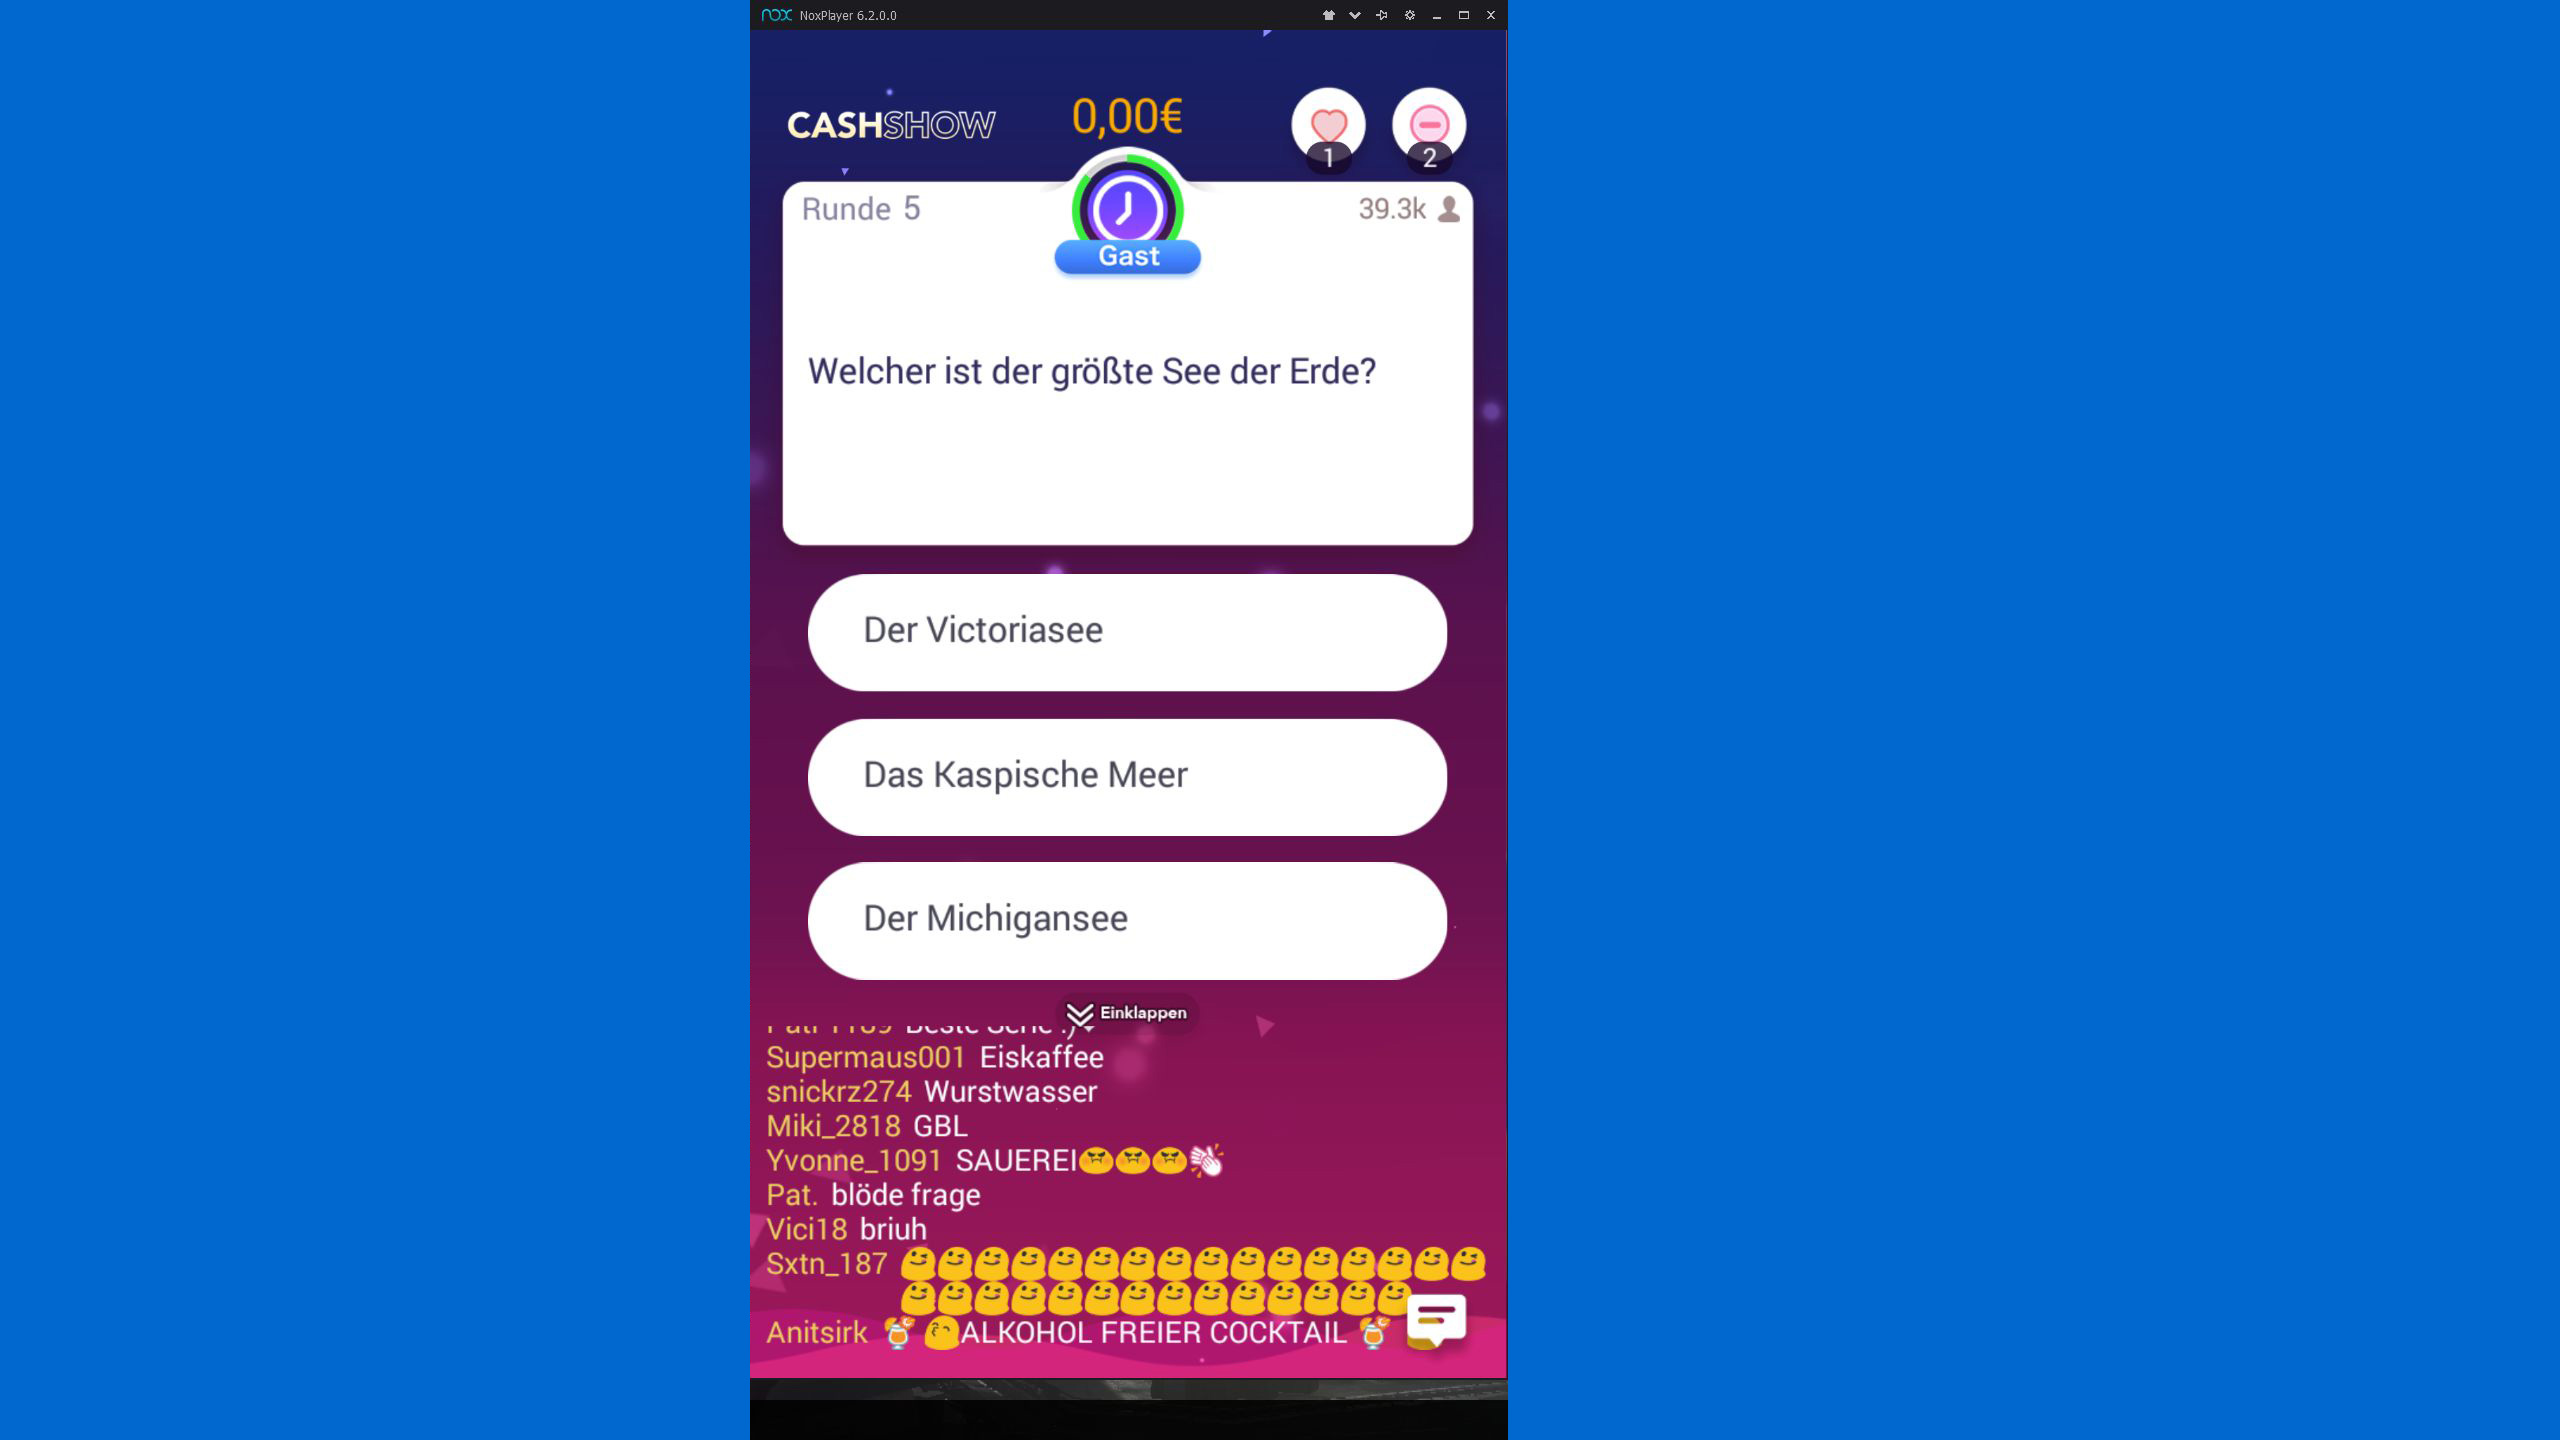 nox NoxPlayer 6.2.0.0
CASHSHOW
0,00€
1
2
Runde 5
39.3k
Gast
Welcher ist der größte See der Erde?
Der Victoriasee
Das Kaspische Meer
Der Michigansee
Einklappen
Beste Serie :)
Supermaus001 Eiskaffee
snickrz274 Wurstwasser
Miki_2818 GBL
Yvonne_1091 SAUEREI😡😡😡👏
Pat. blöde frage
Vici18 briuh
Sxtn_187
Anitsirk 🍹😁ALKOHOL FREIER COCKTAIL🍹